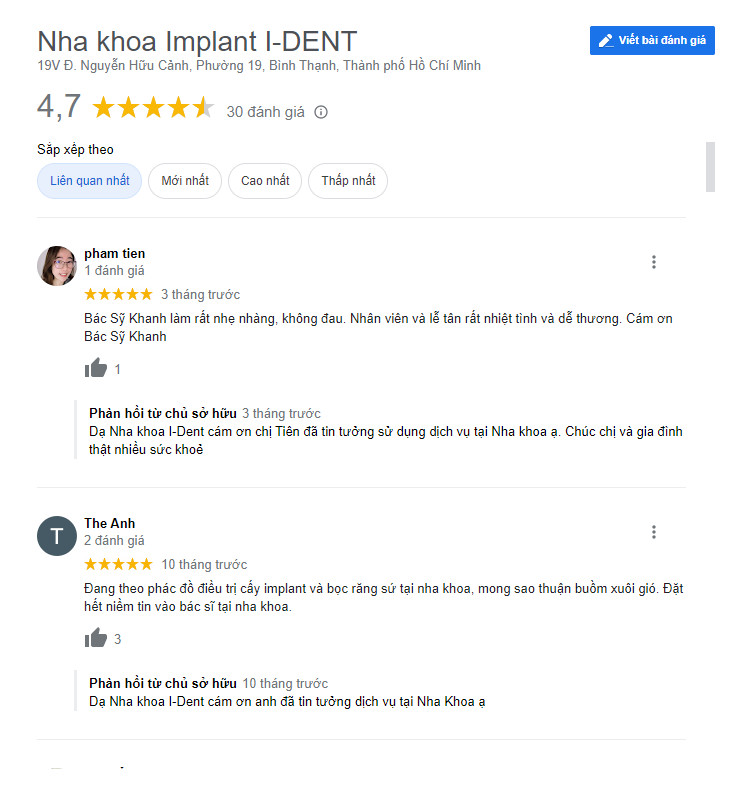 Nha khoa Implant I-DENT
Viết bài đánh giá
19V Đ. Nguyễn Hữu Cảnh, Phường 19, Bình Thạnh, Thành phố Hồ Chí Minh
4,7 30 đánh giá
Sắp xếp theo
Liên quan nhất Mới nhất Cao nhất Thấp nhất
pham tien
1 đánh giá
3 tháng trước
Bác Sỹ Khanh làm rất nhẹ nhàng, không đau. Nhân viên và lễ tân rất nhiệt tình và dễ thương. Cám ơn
Bác Sỹ Khanh
1
Phản hồi từ chủ sở hữu 3 tháng trước
Dạ Nha khoa I-Dent cám ơn chị Tiên đã tin tưởng sử dụng dịch vụ tại Nha khoa ạ. Chúc chị và gia đình
thật nhiều sức khoẻ
T
The Anh
2 đánh giá
10 tháng trước
Đang theo phác đồ điều trị cấy implant và bọc răng sứ tại nha khoa, mong sao thuận buồm xuôi gió. Đặt
hết niềm tin vào bác sĩ tại nha khoa.
3
Phản hồi từ chủ sở hữu 10 tháng trước
Dạ Nha khoa I-Dent cám ơn anh đã tin tưởng dịch vụ tại Nha Khoa ạ